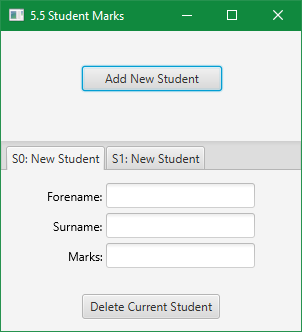 5.5 Student Marks
Add New Student
S0: New Student S1: New Student
Forename:
Surname:
Marks:
Delete Current Student